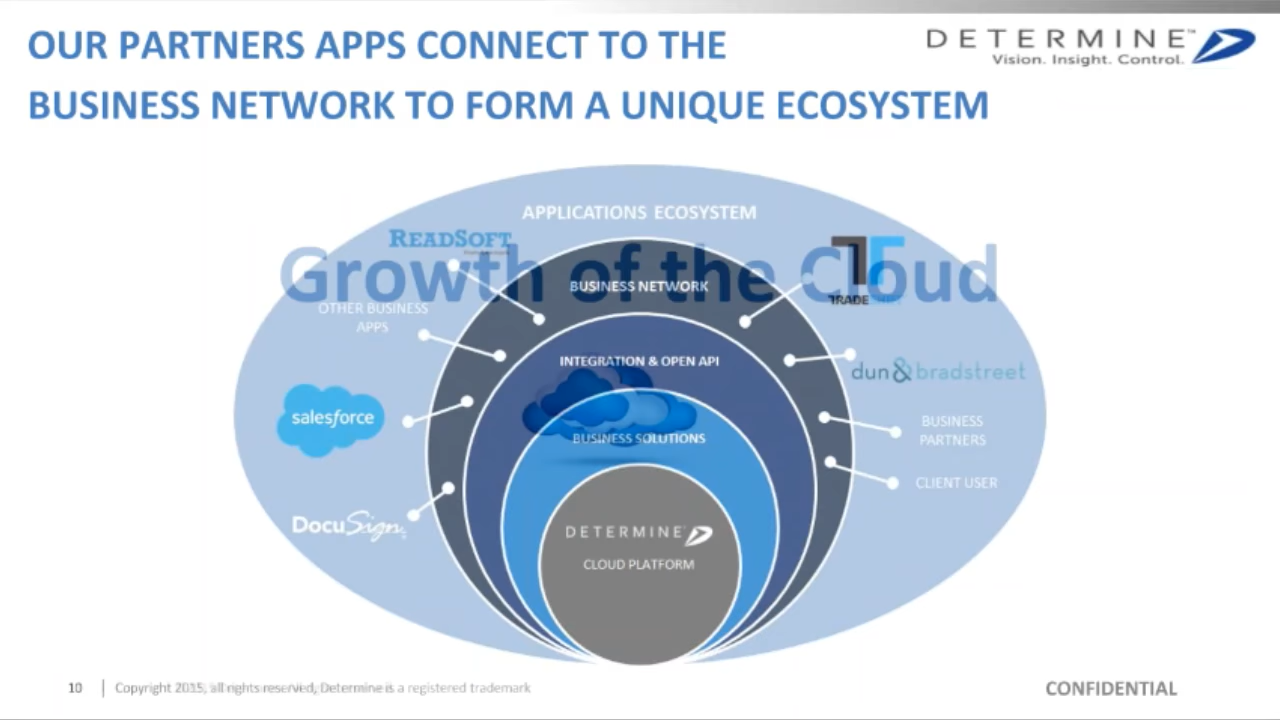 OUR PARTNERS APPS CONNECT TO THE
BUSINESS NETWORK TO FORM A UNIQUE ECOSYSTEM
DETERMINE™
Vision. Insight. Control.
APPLICATIONS ECOSYSTEM
READSOFT
Growth of the Cloud
TRADE
BUSINESS NETWORK
OTHER BUSINESS
APPS
INTEGRATION & OPEN API
dun&bradstreet
salesforce
BUSINESS
PARTNERS
BUSINESS SOLUTIONS
CLIENT USER
DocuSign
DETERMINE
CLOUD PLATFORM
10
Copyright 2015, all rights reserved, Determine is a registered trademark
CONFIDENTIAL